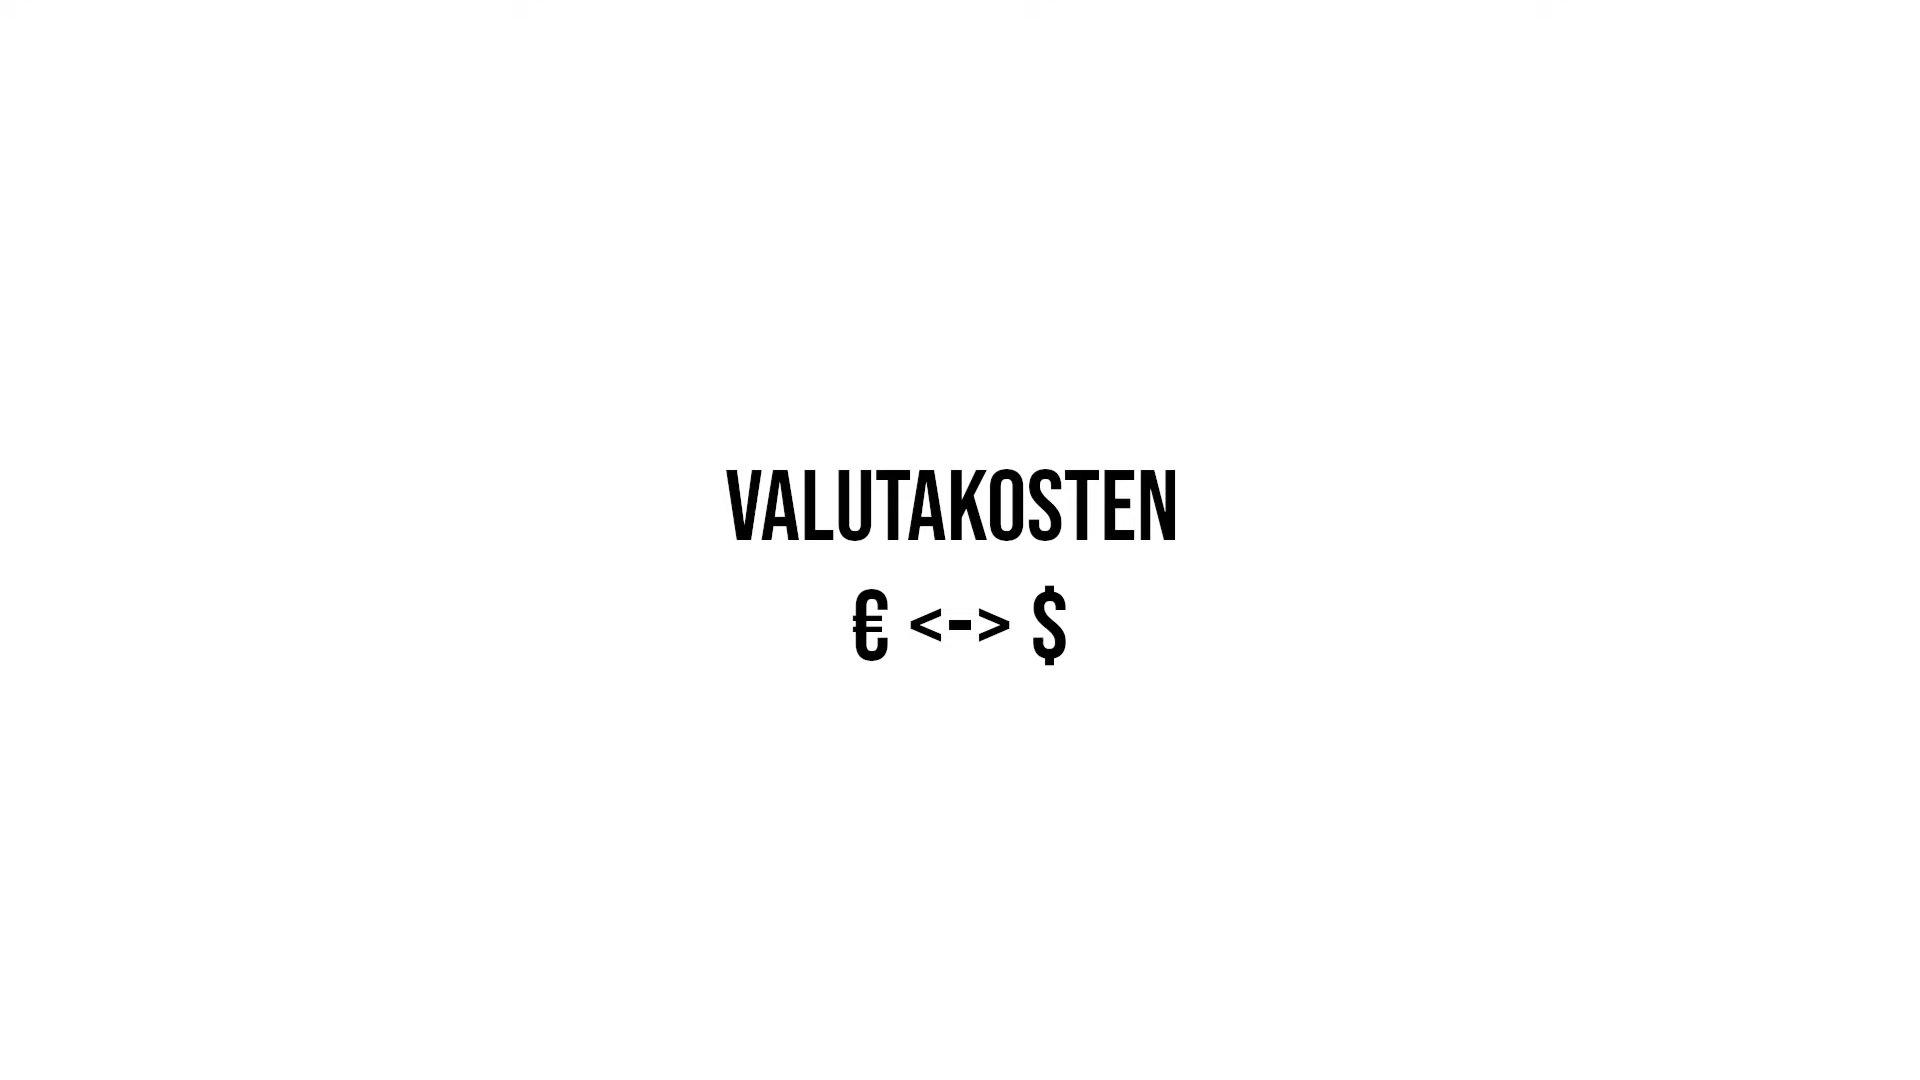 VALUTAKOSTEN
€ <-> $